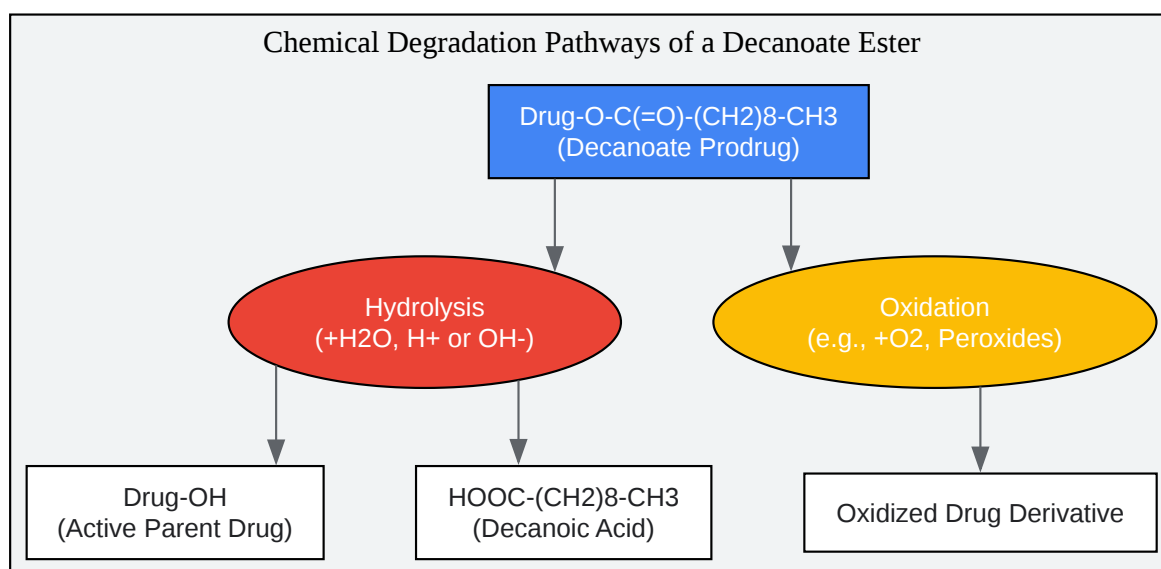 Chemical Degradation Pathways of a Decanoate Ester
Drug-O-C(=O)-(CH2)8-CH3
(Decanoate Prodrug)
Hydrolysis
(+H2O, H+ or OH-)
Oxidation
(e.g., +O2, Peroxides)
Drug-OH
(Active Parent Drug)
HOOC-(CH2)8-CH3
(Decanoic Acid)
Oxidized Drug Derivative